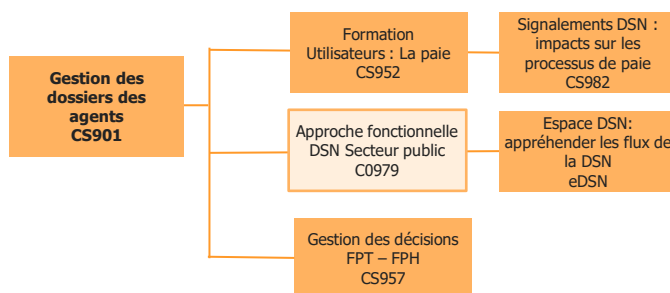 Gestion des
dossiers des
agents
CS901
Formation
Utilisateurs : La paie
CS952
Signalements DSN :
impacts sur les
processus de paie
CS982
Approche fonctionnelle
DSN Secteur public
C0979
Espace DSN:
appréhender les flux de
la DSN
eDSN
Gestion des décisions
FPT – FPH
CS957